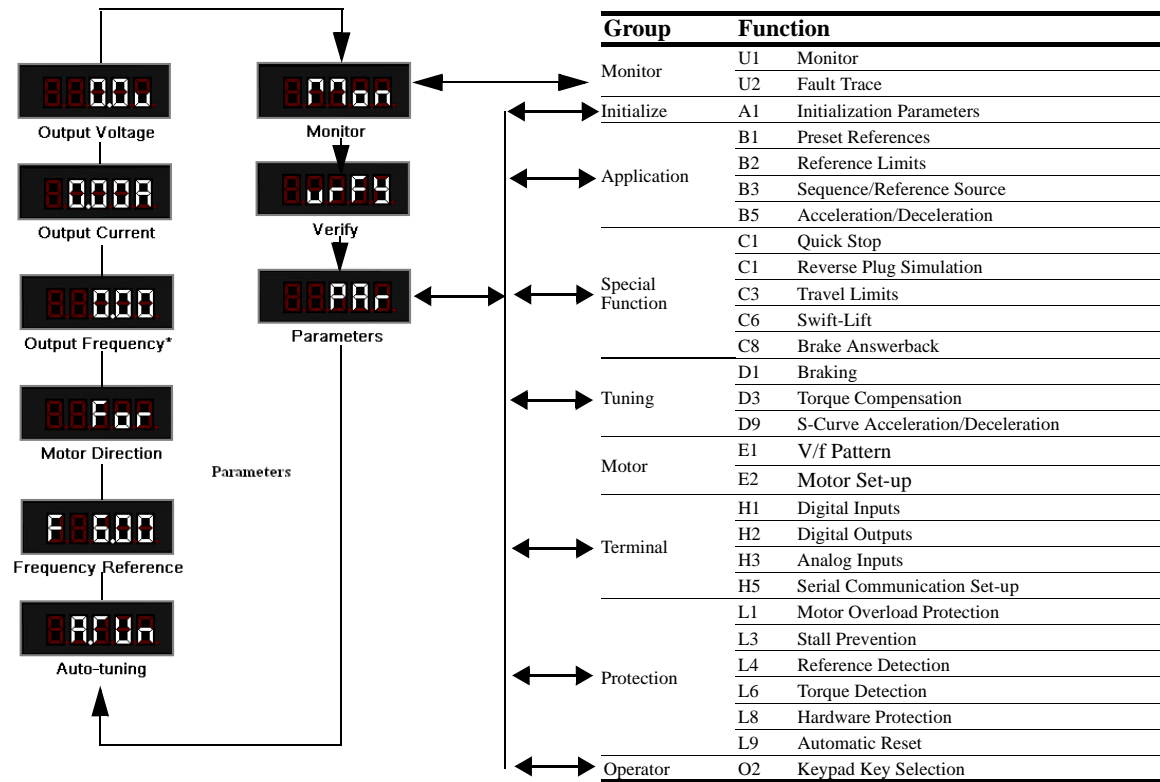 0.0u
Output Voltage
0.00A
Output Current
0.00
Output Frequency*
For
Motor Direction
F 6.00
Frequency Reference
A.TUn
Auto-tuning
Mon
Monitor
urFY
Verify
PAr
Parameters
Parameters
Group Function
Monitor
U1 Monitor
U2 Fault Trace
Initialize A1 Initialization Parameters
Application
B1 Preset References
B2 Reference Limits
B3 Sequence/Reference Source
B5 Acceleration/Deceleration
Special
Function
C1 Quick Stop
C1 Reverse Plug Simulation
C3 Travel Limits
C6 Swift-Lift
C8 Brake Answerback
Tuning
D1 Braking
D3 Torque Compensation
D9 S-Curve Acceleration/Deceleration
Motor
E1 V/f Pattern
E2 Motor Set-up
Terminal
H1 Digital Inputs
H2 Digital Outputs
H3 Analog Inputs
H5 Serial Communication Set-up
Protection
L1 Motor Overload Protection
L3 Stall Prevention
L4 Reference Detection
L6 Torque Detection
L8 Hardware Protection
L9 Automatic Reset
Operator O2 Keypad Key Selection